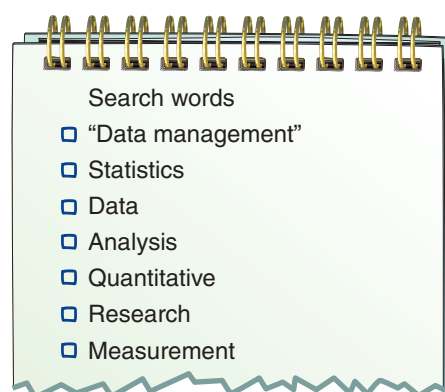 Search words
“Data management”
Statistics
Data
Analysis
Quantitative
Research
Measurement